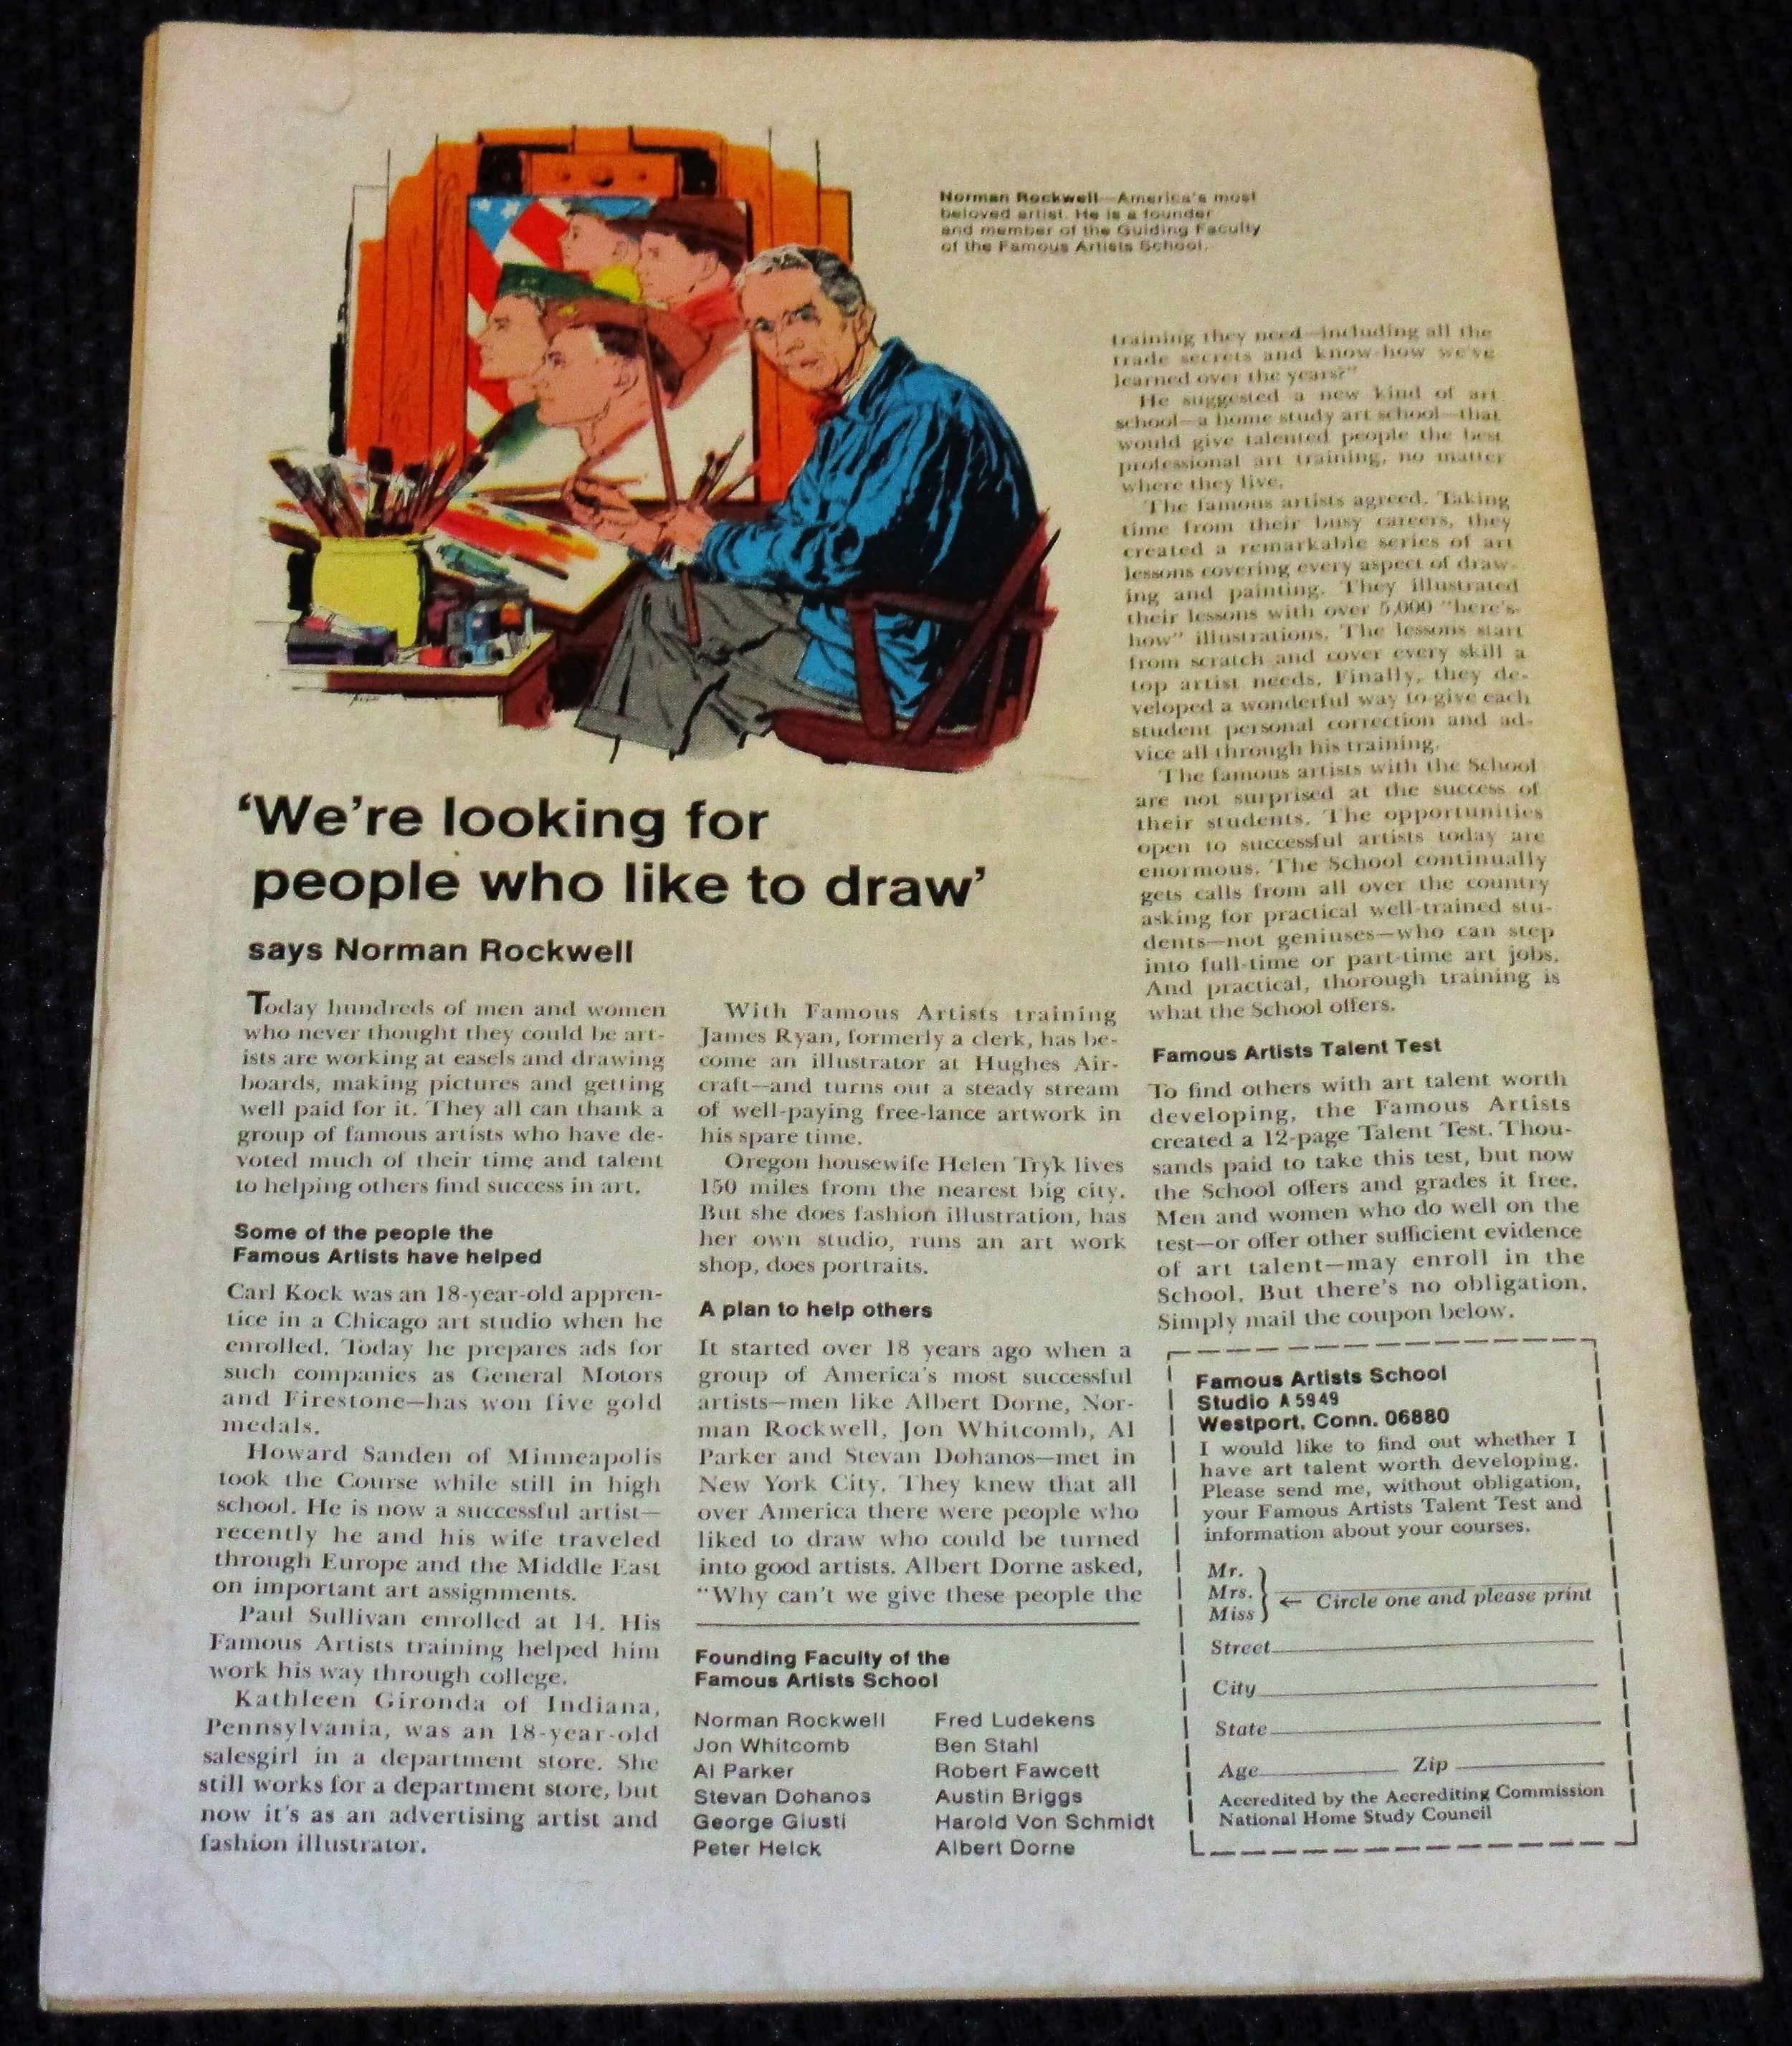 Norman Rockwell—America's most
beloved artist. He is a founder
and member of the Guiding Faculty
of the Famous Artists School.
'We're looking for
people who like to draw'
says Norman Rockwell
Today hundreds of men and women
who never thought they could be art-
ists are working at easels and drawing
boards, making pictures and getting
well paid for it. They all can thank a
group of famous artists who have de-
voted much of their time and talent
to helping others find success in art.
Some of the people the
Famous Artists have helped
Carl Kock was an 18-year-old appren-
tice in a Chicago art studio when he
enrolled. Today he prepares ads for
such companies as General Motors
and Firestone—has won five gold
medals.
Howard Sanden of Minneapolis
took the Course while still in high
school. He is now a successful artist—
recently he and his wife traveled
through Europe and the Middle East
on important art assignments.
Paul Sullivan enrolled at 14. His
Famous Artists training helped him
work his way through college.
Kathleen Gironda of Indiana,
Pennsylvania, was an 18-year-old
salesgirl in a department store. She
still works for a department store, but
now it's as an advertising artist and
fashion illustrator.
With Famous Artists training
James Ryan, formerly a clerk, has be-
come an illustrator at Hughes Air-
craft—and turns out a steady stream
of well-paying free-lance artwork in
his spare time.
Oregon housewife Helen Tryk lives
150 miles from the nearest big city.
But she does fashion illustration, has
her own studio, runs an art work
shop, does portraits.
A plan to help others
It started over 18 years ago when a
group of America's most successful
artists—men like Albert Dorne, Nor-
man Rockwell, Jon Whitcomb, Al
Parker and Stevan Dohanos—met in
New York City. They knew that all
over America there were people who
liked to draw who could be turned
into good artists. Albert Dorne asked,
"Why can't we give these people the
training they need—including all the
trade secrets and know-how we've
learned over the years?"
He suggested a new kind of art
school—a home study art school—that
would give talented people the best
professional art training, no matter
where they live.
The famous artists agreed. Taking
time from their busy careers, they
created a remarkable series of art
lessons covering every aspect of draw-
ing and painting. They illustrated
their lessons with over 5,000 "here's-
how" illustrations. The lessons start
from scratch and cover every skill a
top artist needs. Finally, they de-
veloped a wonderful way to give each
student personal correction and ad-
vice all through his training.
The famous artists with the School
are not surprised at the success of
their students. The opportunities
open to successful artists today are
enormous. The School continually
gets calls from all over the country
asking for practical well-trained stu-
dents—not geniuses—who can step
into full-time or part-time art jobs.
And practical, thorough training is
what the School offers.
Famous Artists Talent Test
To find others with art talent worth
developing, the Famous Artists
created a 12-page Talent Test. Thou-
sands paid to take this test, but now
the School offers and grades it free.
Men and women who do well on the
test—or offer other sufficient evidence
of art talent—may enroll in the
School. But there's no obligation.
Simply mail the coupon below.
Founding Faculty of the
Famous Artists School
Norman Rockwell
Jon Whitcomb
Al Parker
Stevan Dohanos
George Giusti
Peter Helck
Fred Ludekens
Ben Stahl
Robert Fawcett
Austin Briggs
Harold Von Schmidt
Albert Dorne
Famous Artists School
Studio A 5949
Westport, Conn. 06880
I would like to find out whether I
have art talent worth developing.
Please send me, without obligation,
your Famous Artists Talent Test and
information about your courses.
Mr.
Mrs. ← Circle one and please print
Miss
Street
City
State
Age Zip
Accredited by the Accrediting Commission
National Home Study Council